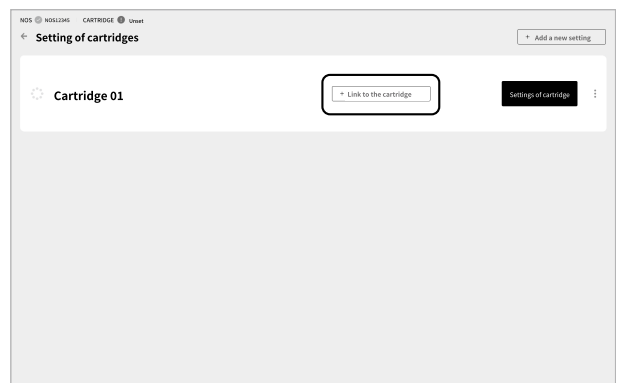 NOS NOS12345 CARTRIDGE Unset
← Setting of cartridges
+ Add a new setting
Cartridge 01
+ Link to the cartridge
Settings of cartridge